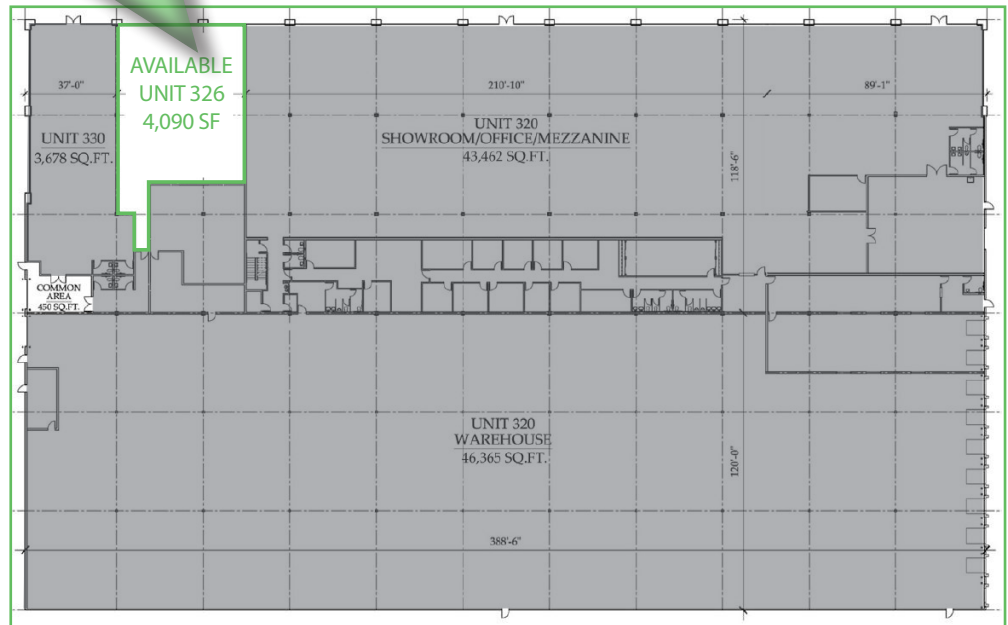 AVAILABLE
UNIT 326
4,090 SF
37'-0"
210'-10"
89'-1"
UNIT 330
3,678 SQ.FT.
UNIT 320
SHOWROOM/OFFICE/MEZZANINE
43,462 SQ.FT.
118'-6"
COMMON
AREA
450 SQ.FT.
UNIT 320
WAREHOUSE
46,365 SQ.FT.
120'-0"
388'-6"